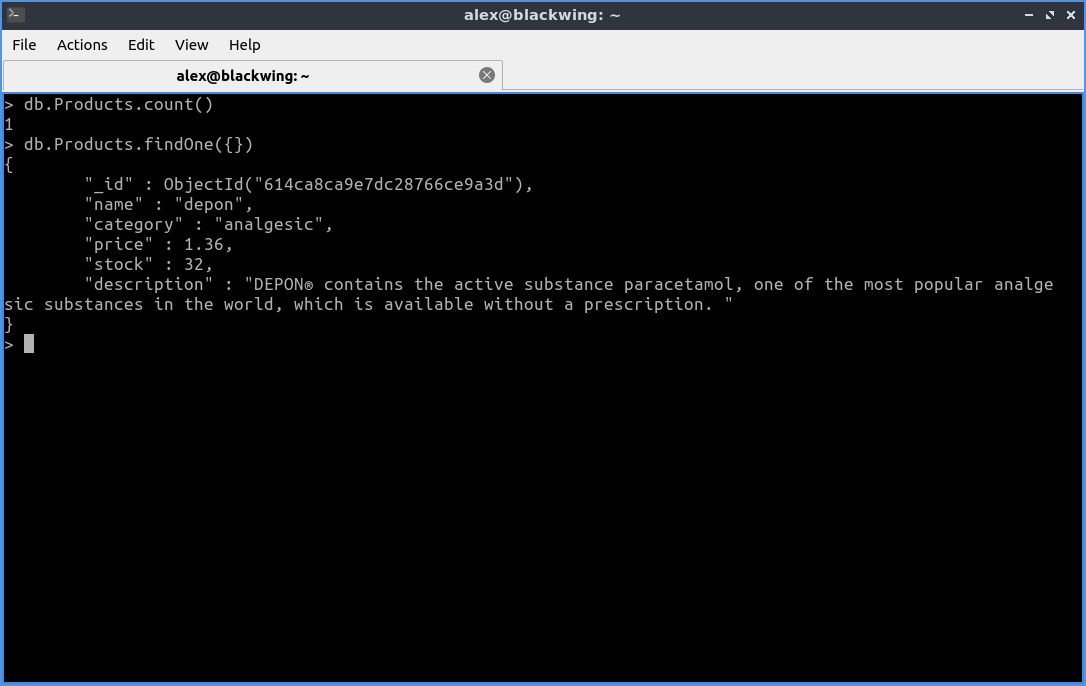 alex@blackwing: ~
File Actions Edit View Help
alex@blackwing: ~
> db.Products.count()
1
> db.Products.findOne({})
{
        "_id" : ObjectId("614ca8ca9e7dc28766ce9a3d"),
        "name" : "depon",
        "category" : "analgesic",
        "price" : 1.36,
        "stock" : 32,
        "description" : "DEPON® contains the active substance paracetamol, one of the most popular analge
sic substances in the world, which is available without a prescription. "
}
>